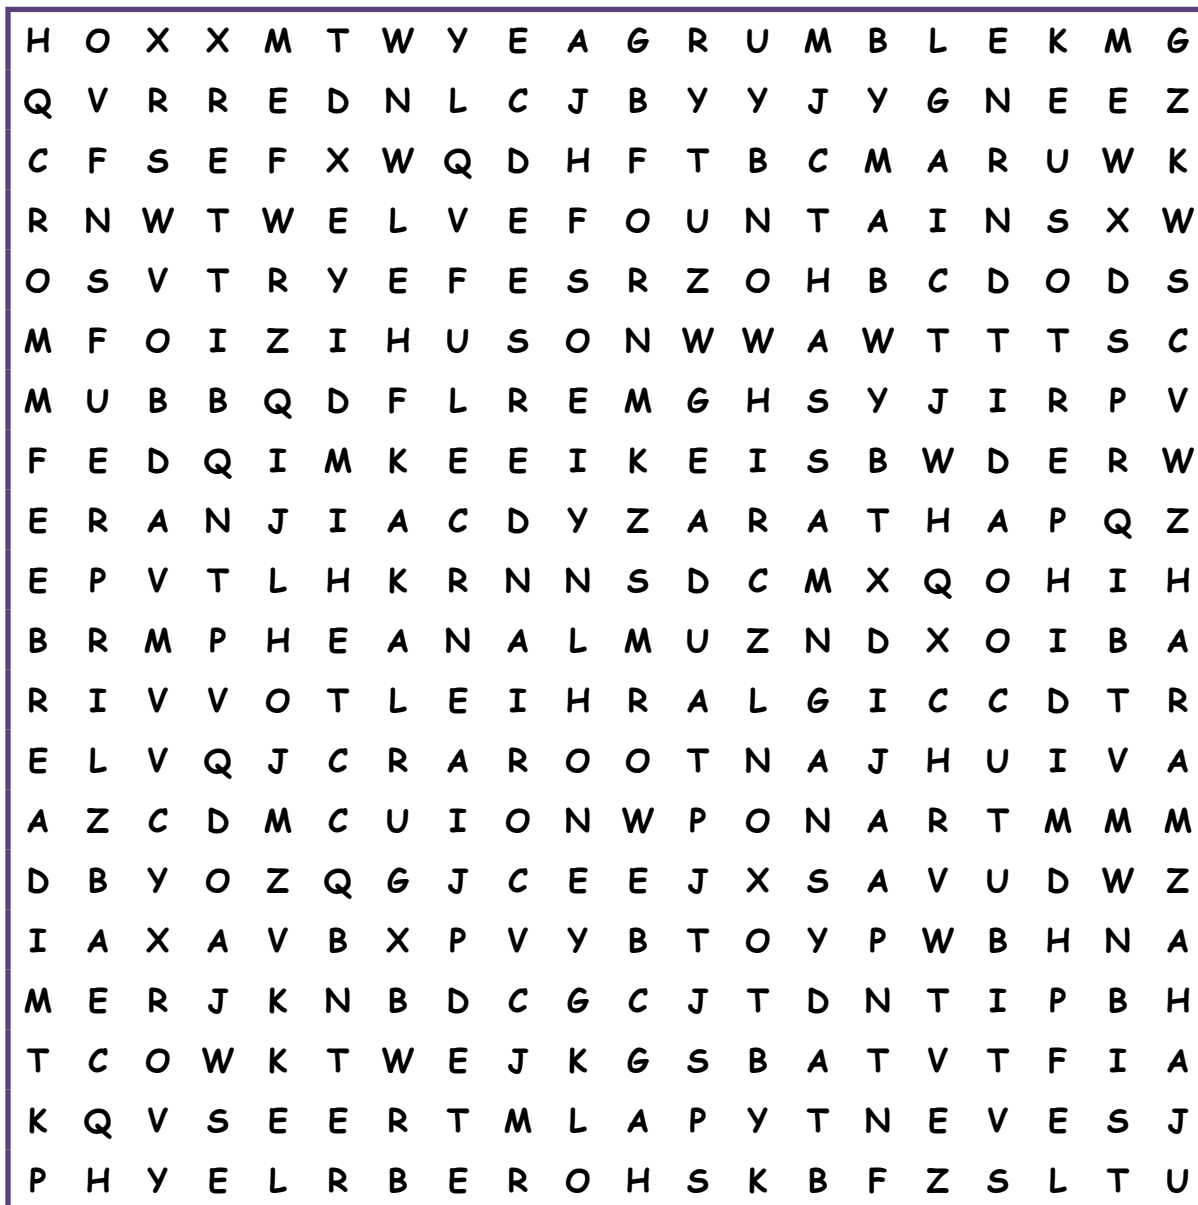 H O X X M T W Y E A G R U M B L E K M G
Q V R R E D N L C J B Y Y J Y G N E E Z
C F S E F X W Q D H F T B C M A R U W K
R N W T W E L V E F O U N T A I N S X W
O S V T R Y E F E S R Z O H B C D O D S
M F O I Z I H U S O N W W A W T T T S C
M U B B Q D F L R E M G H S Y J I R P V
F E D Q I M K E E I K E I S B W D E R W
E R A N J I A C D Y Z A R A T H A P Q Z
E P V T L H K R N N S D C M X Q O H I H
B R M P H E A N A L M U Z N D X O I B A
R I V V O T L E I H R A L G I C C D T R
E L V Q J C R A R O O T N A J H U I V A
A Z C D M C U I O N W P O N A R T M M M
D B Y O Z Q G J C E E J X S A V U D W Z
I A X A V B X P V Y B T O Y P W B H N A
M E R J K N B D C G C J T D N T I P B H
T C O W K T W E J K G S B A T V T F I A
K Q V S E E R T M L A P Y T N E V E S J
P H Y E L R B E R O H S K B F Z S L T U